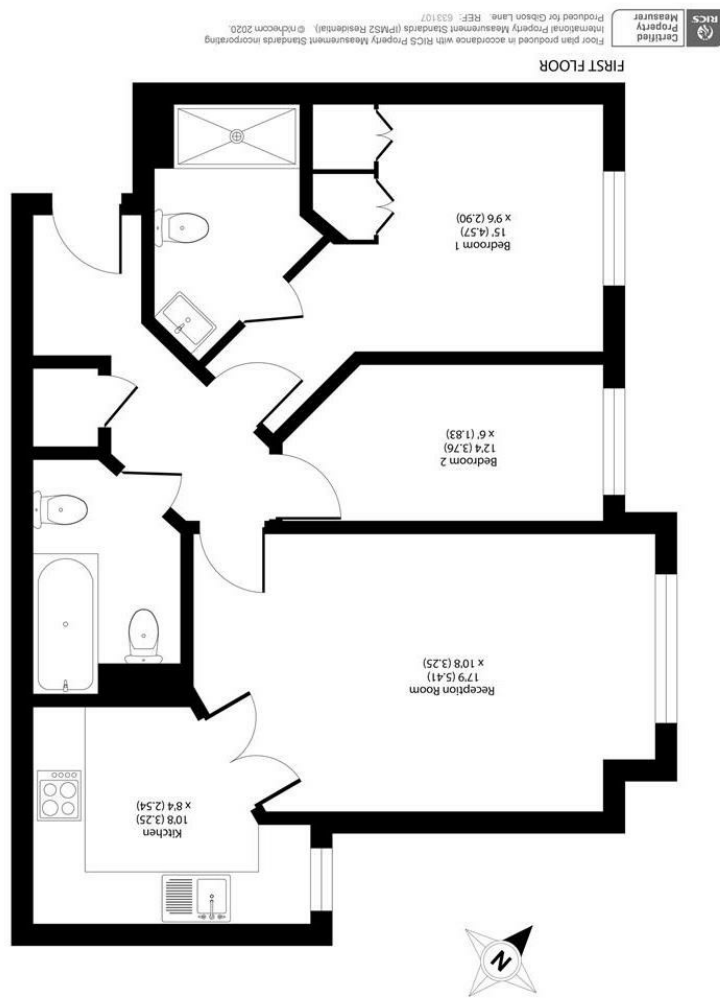 N
Kitchen
10'8 (3.25)
x 8'4 (2.54)
Reception Room
17'9 (5.41)
x 10'8 (3.25)
Bedroom 2
12'4 (3.76)
x 6' (1.83)
Bedroom 1
15' (4.57)
x 9'6 (2.90)
FIRST FLOOR
RICS
Certified
Property
Measurer
Floor plan produced in accordance with RICS Property Measurement Standards incorporating
International Property Measurement Standards (IPMS2 Residential). ©nichecom 2020.
Produced for Gibson Lane. REF: 633107